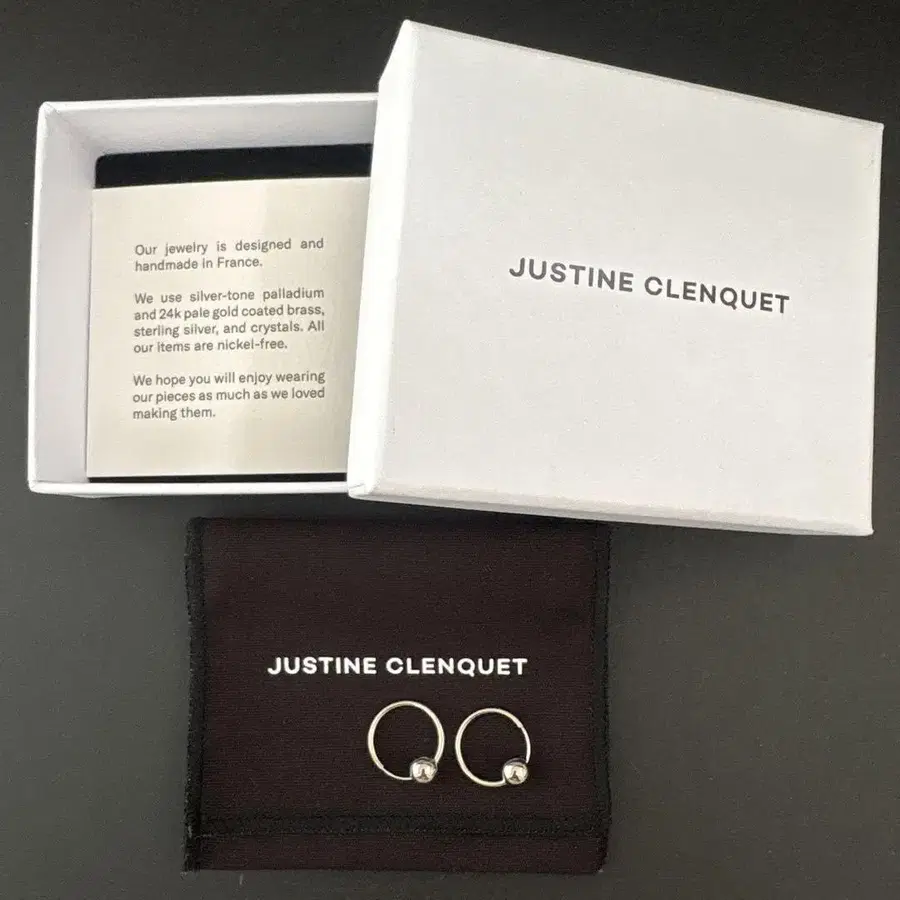 Our jewelry is designed and
handmade in France.
We use silver-tone palladium
and 24k pale gold coated brass,
sterling silver, and crystals. All
our items are nickel-free.
We hope you will enjoy wearing
our pieces as much as we loved
making them.
JUSTINE CLENQUET
JUSTINE CLENQUET